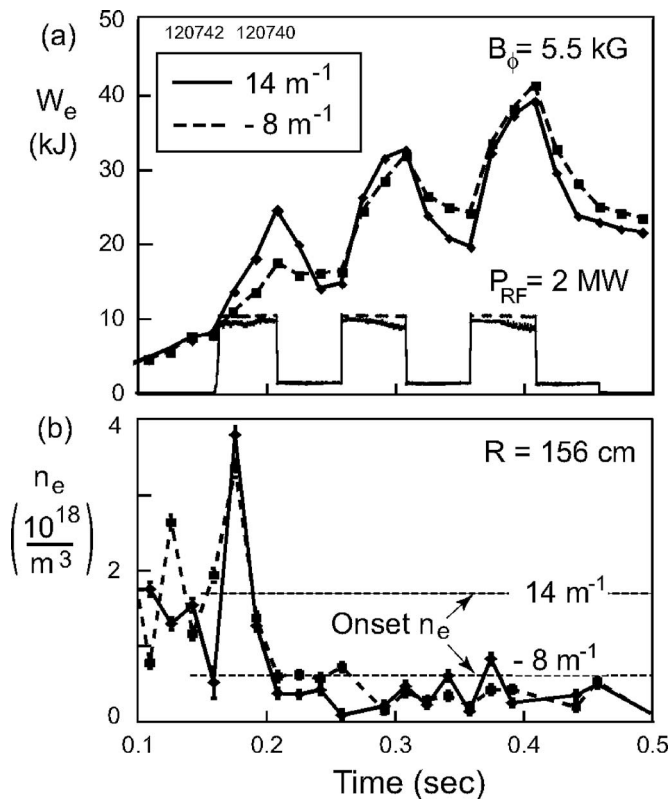 (a)
120742 120740
14 m⁻¹
- 8 m⁻¹
B_ϕ = 5.5 kG
W_e
(kJ)
50
40
30
20
10
0
P_RF = 2 MW
(b)
n_e
(10¹⁸/m³)
4
2
0
R = 156 cm
14 m⁻¹
Onset n_e
- 8 m⁻¹
0.1 0.2 0.3 0.4 0.5
Time (sec)